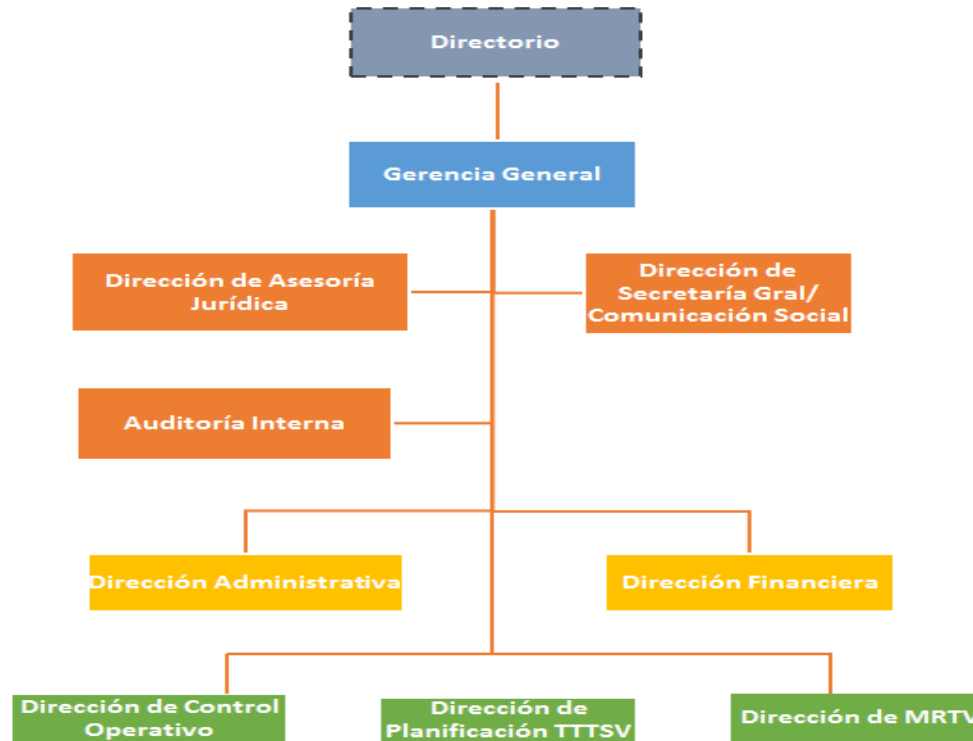 Directorio
Gerencia General
Dirección de Asesoría
Jurídica
Dirección de
Secretaría Gral/
Comunicación Social
Auditoría Interna
Dirección Administrativa
Dirección Financiera
Dirección de Control
Operativo
Dirección de
Planificación TTTSV
Dirección de MRTV